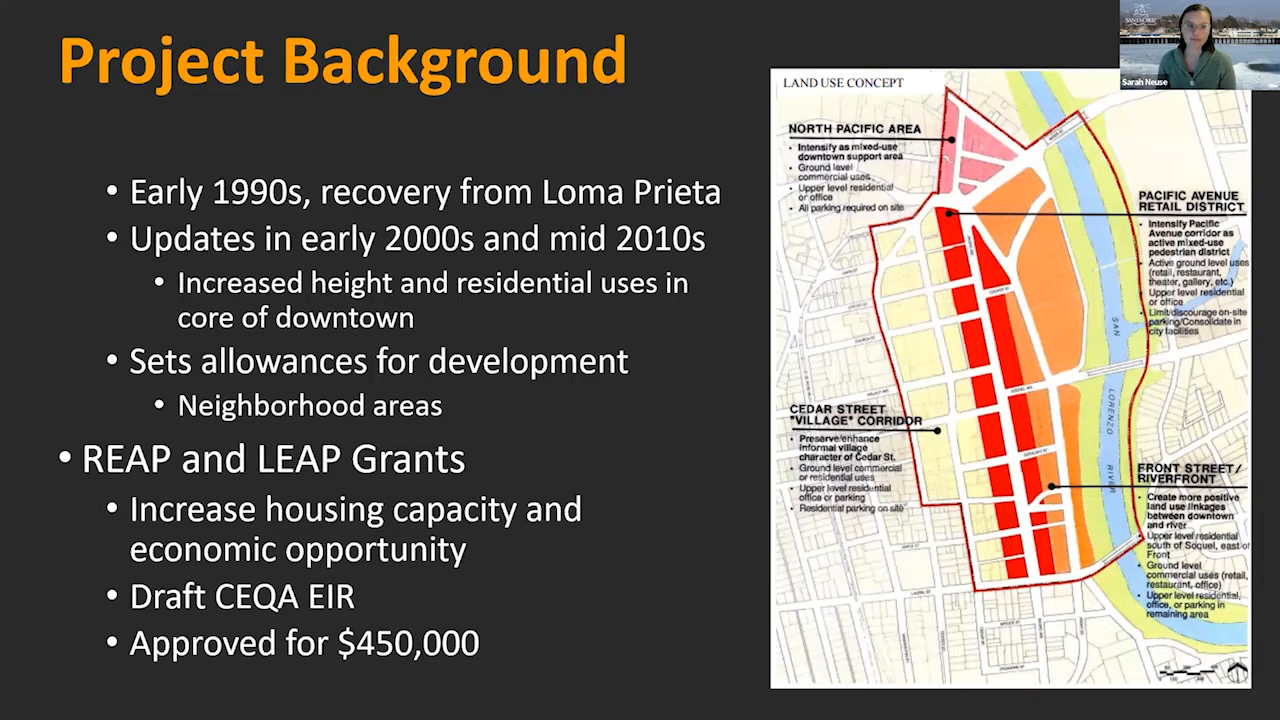 Project Background
• Early 1990s, recovery from Loma Prieta
• Updates in early 2000s and mid 2010s
• Increased height and residential uses in
core of downtown
• Sets allowances for development
• Neighborhood areas
• REAP and LEAP Grants
• Increase housing capacity and
economic opportunity
• Draft CEQA EIR
• Approved for $450,000
LAND USE CONCEPT
NORTH PACIFIC AREA
• Intensify as mixed-use
downtown support area
• Ground level
commercial uses
• Upper level residential
or office
• All parking required on site
PACIFIC AVENUE
RETAIL DISTRICT
• Intensify Pacific
Avenue corridor as
active mixed-use
pedestrian district
• Active ground level uses
(retail, restaurant,
theater, gallery, etc.)
• Upper level residential
or office
• Limit/discourage on-site
parking/Consolidate in
city facilities
CEDAR STREET
"VILLAGE" CORRIDOR
• Preserve/enhance
informal village
character of Cedar St.
• Ground level commercial
or residential uses
• Upper level residential
office or parking
• Residential parking on site
FRONT STREET/
RIVERFRONT
• Create more positive
land use linkages
between downtown
and river
• Upper level residential
south of Soquel, east of
Front
• Ground level
commercial uses (retail,
restaurant, office)
• Upper level residential,
office, or parking in
remaining area
SAN
LORENZO
RIVER
SANTA CRUZ
Sarah Neuse